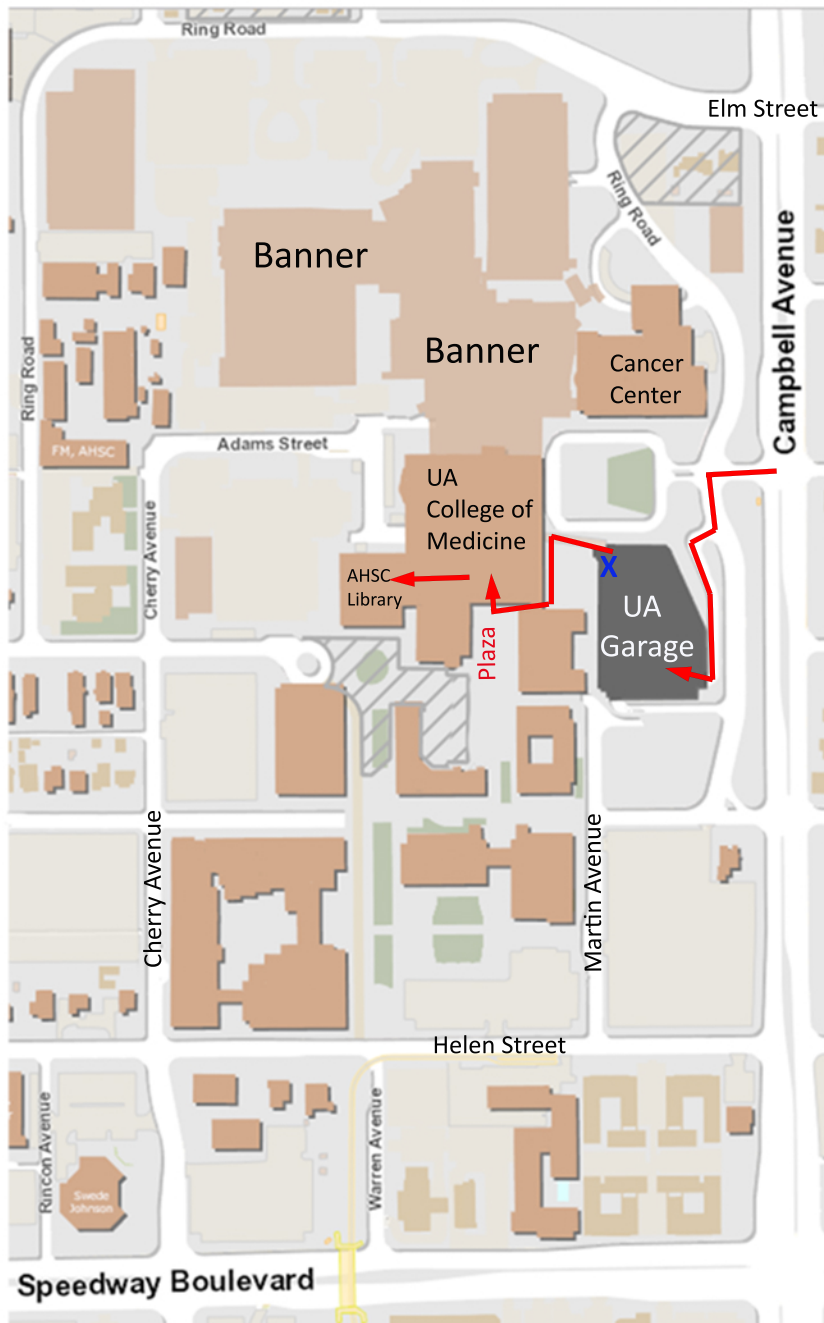 Ring Road
Elm Street
Ring Road
Campbell Avenue
Banner
Banner
Cancer
Center
Ring Road
Adams Street
FM, AHSC
UA
College of
Medicine
Cherry Avenue
AHSC
Library
X
UA
Garage
Plaza
Cherry Avenue
Martin Avenue
Helen Street
Rincon Avenue
Warren Avenue
Swede
Johnson
Speedway Boulevard